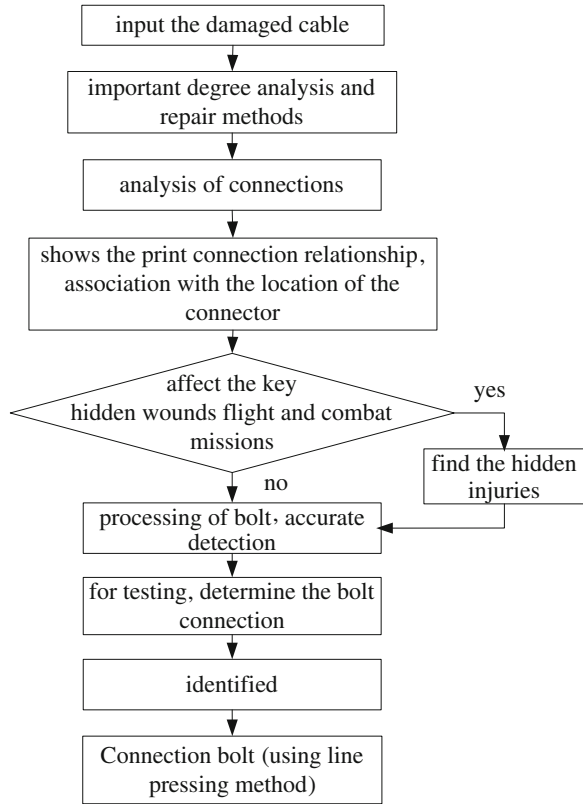 input the damaged cable
important degree analysis and
repair methods
analysis of connections
shows the print connection relationship,
association with the location of the
connector
affect the key
hidden wounds flight and combat
missions
yes
find the hidden
injuries
no
processing of bolt, accurate
detection
for testing, determine the bolt
connection
identified
Connection bolt (using line
pressing method)